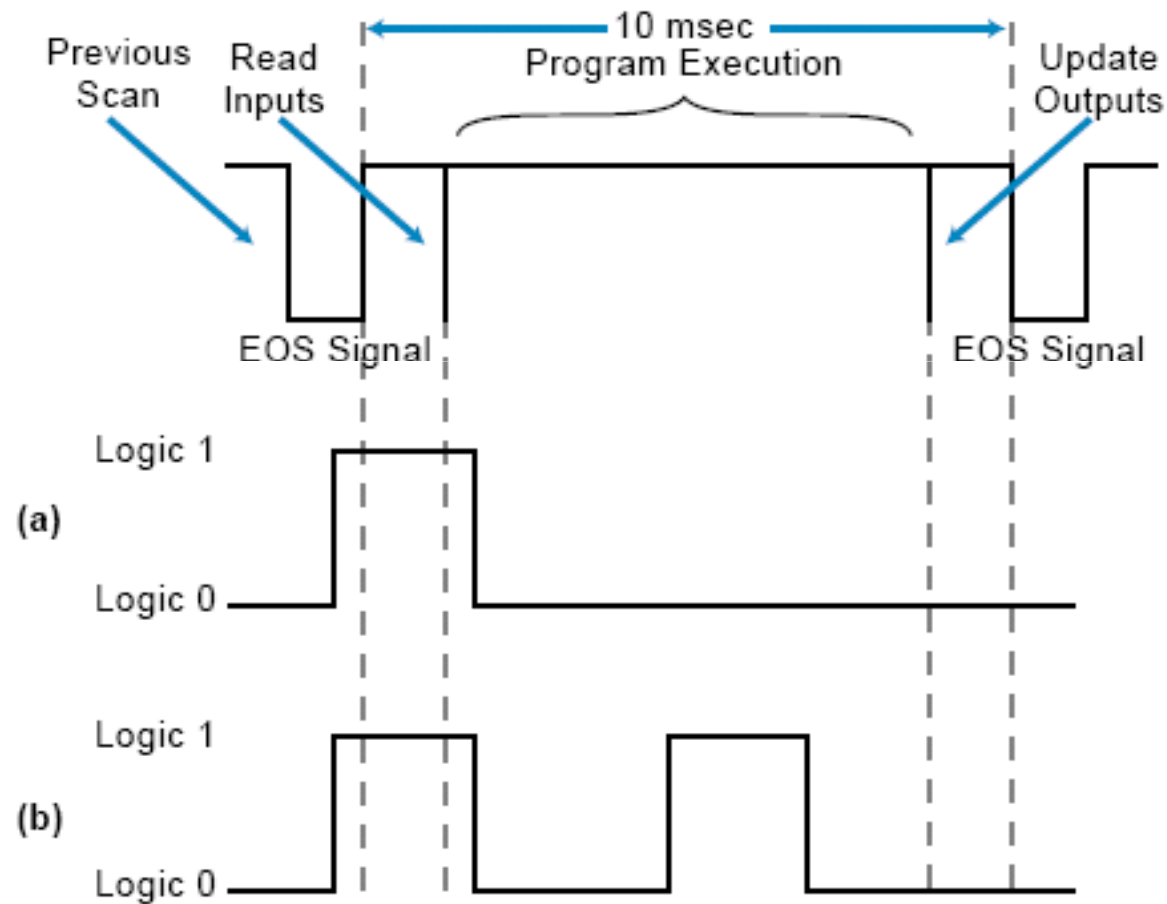 10 msec
Previous
Scan
Read
Inputs
Program Execution
Update
Outputs
EOS Signal
EOS Signal
Logic 1
(a)
Logic 0
Logic 1
(b)
Logic 0